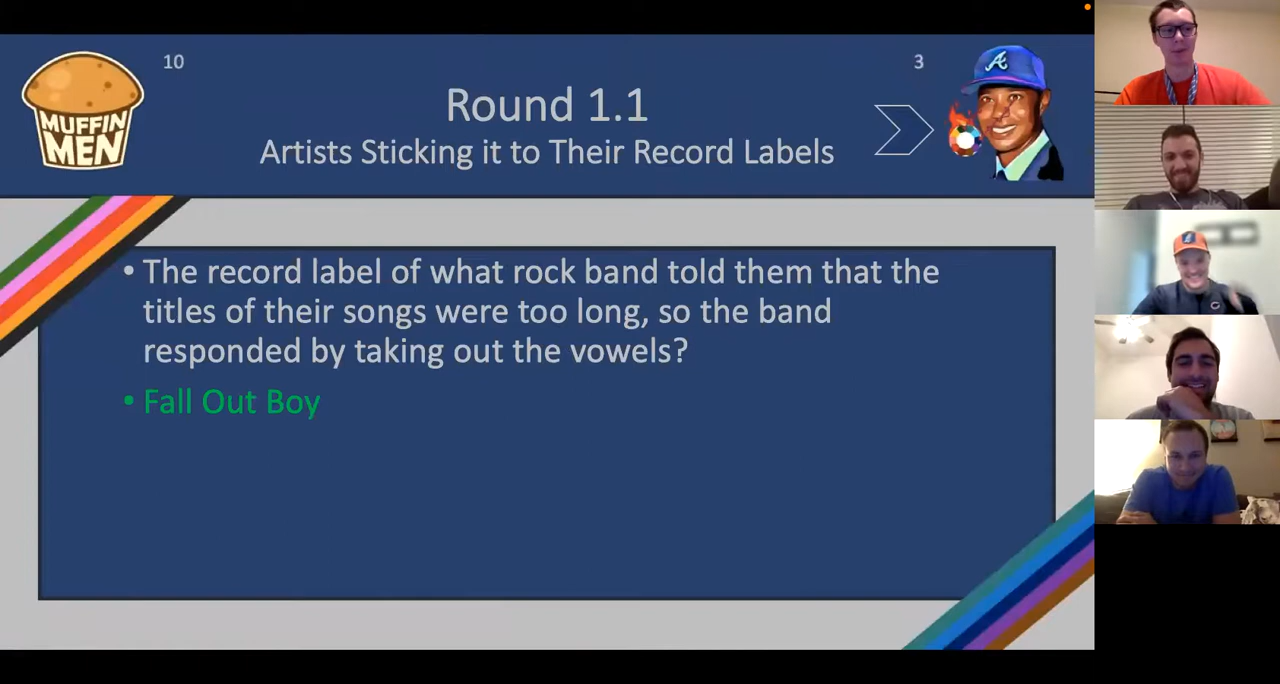 10
3
MUFFIN
MEN
Round 1.1
Artists Sticking it to Their Record Labels
A
• The record label of what rock band told them that the
titles of their songs were too long, so the band
responded by taking out the vowels?
• Fall Out Boy